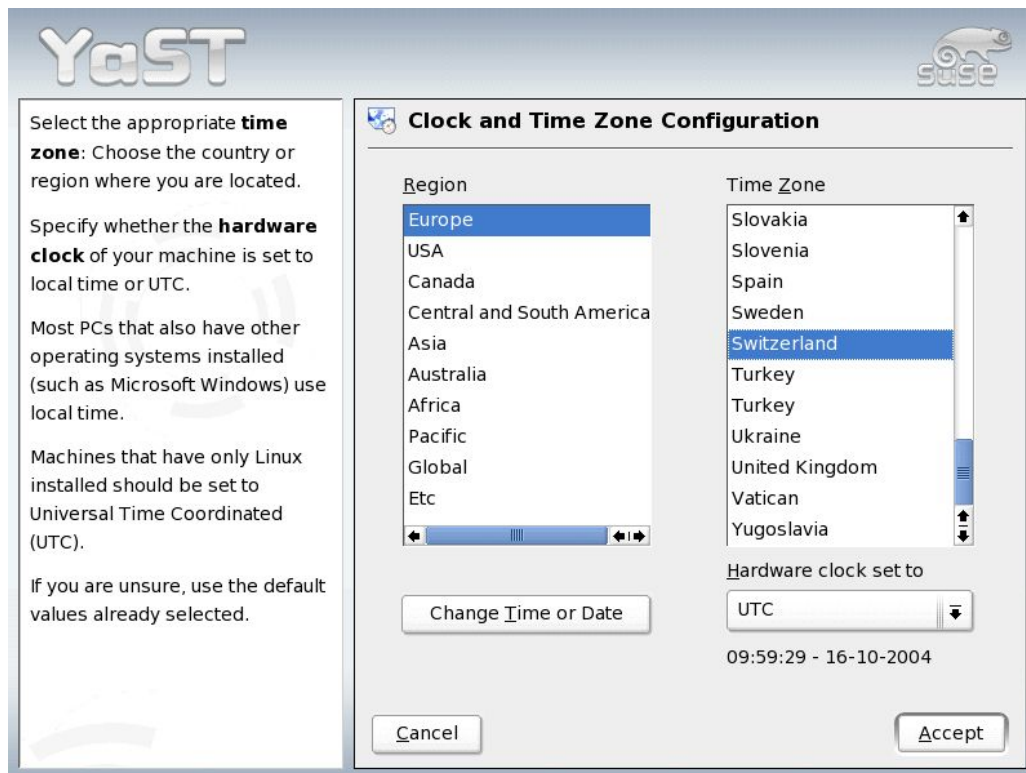 YaST
SUSE
Select the appropriate time
zone: Choose the country or
region where you are located.
Specify whether the hardware
clock of your machine is set to
local time or UTC.
Most PCs that also have other
operating systems installed
(such as Microsoft Windows) use
local time.
Machines that have only Linux
installed should be set to
Universal Time Coordinated
(UTC).
If you are unsure, use the default
values already selected.
Clock and Time Zone Configuration
Region
Europe
USA
Canada
Central and South America
Asia
Australia
Africa
Pacific
Global
Etc
Change Time or Date
Time Zone
Slovakia
Slovenia
Spain
Sweden
Switzerland
Turkey
Turkey
Ukraine
United Kingdom
Vatican
Yugoslavia
Hardware clock set to
UTC
09:59:29 - 16-10-2004
Cancel
Accept